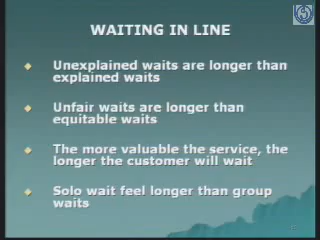 WAITING IN LINE
Unexplained waits are longer than
explained waits
Unfair waits are longer than
equitable waits
The more valuable the service, the
longer the customer will wait
Solo wait feel longer than group
waits